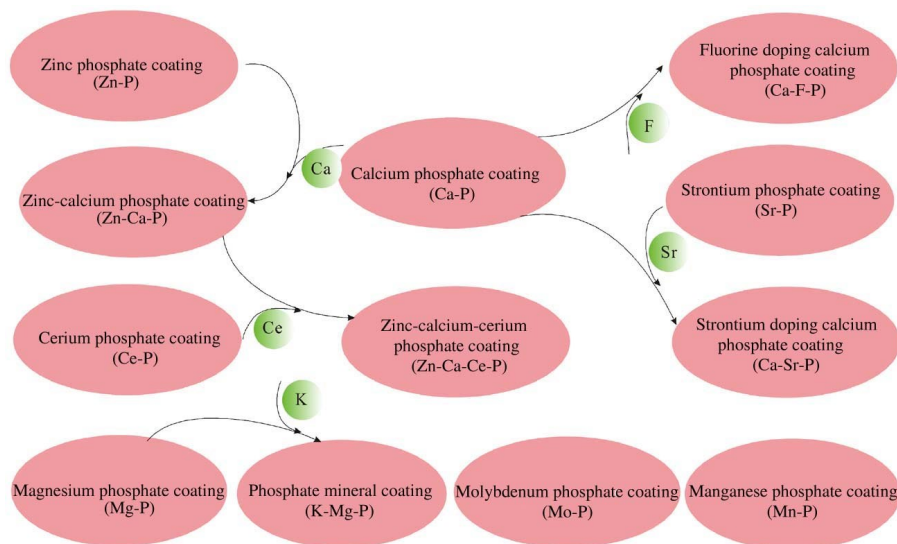 Zinc phosphate coating
(Zn-P)
Fluorine doping calcium
phosphate coating
(Ca-F-P)
F
Ca
Calcium phosphate coating
(Ca-P)
Zinc-calcium phosphate coating
(Zn-Ca-P)
Strontium phosphate coating
(Sr-P)
Sr
Cerium phosphate coating
(Ce-P)
Ce
Zinc-calcium-cerium
phosphate coating
(Zn-Ca-Ce-P)
Strontium doping calcium
phosphate coating
(Ca-Sr-P)
K
Magnesium phosphate coating
(Mg-P)
Phosphate mineral coating
(K-Mg-P)
Molybdenum phosphate coating
(Mo-P)
Manganese phosphate coating
(Mn-P)